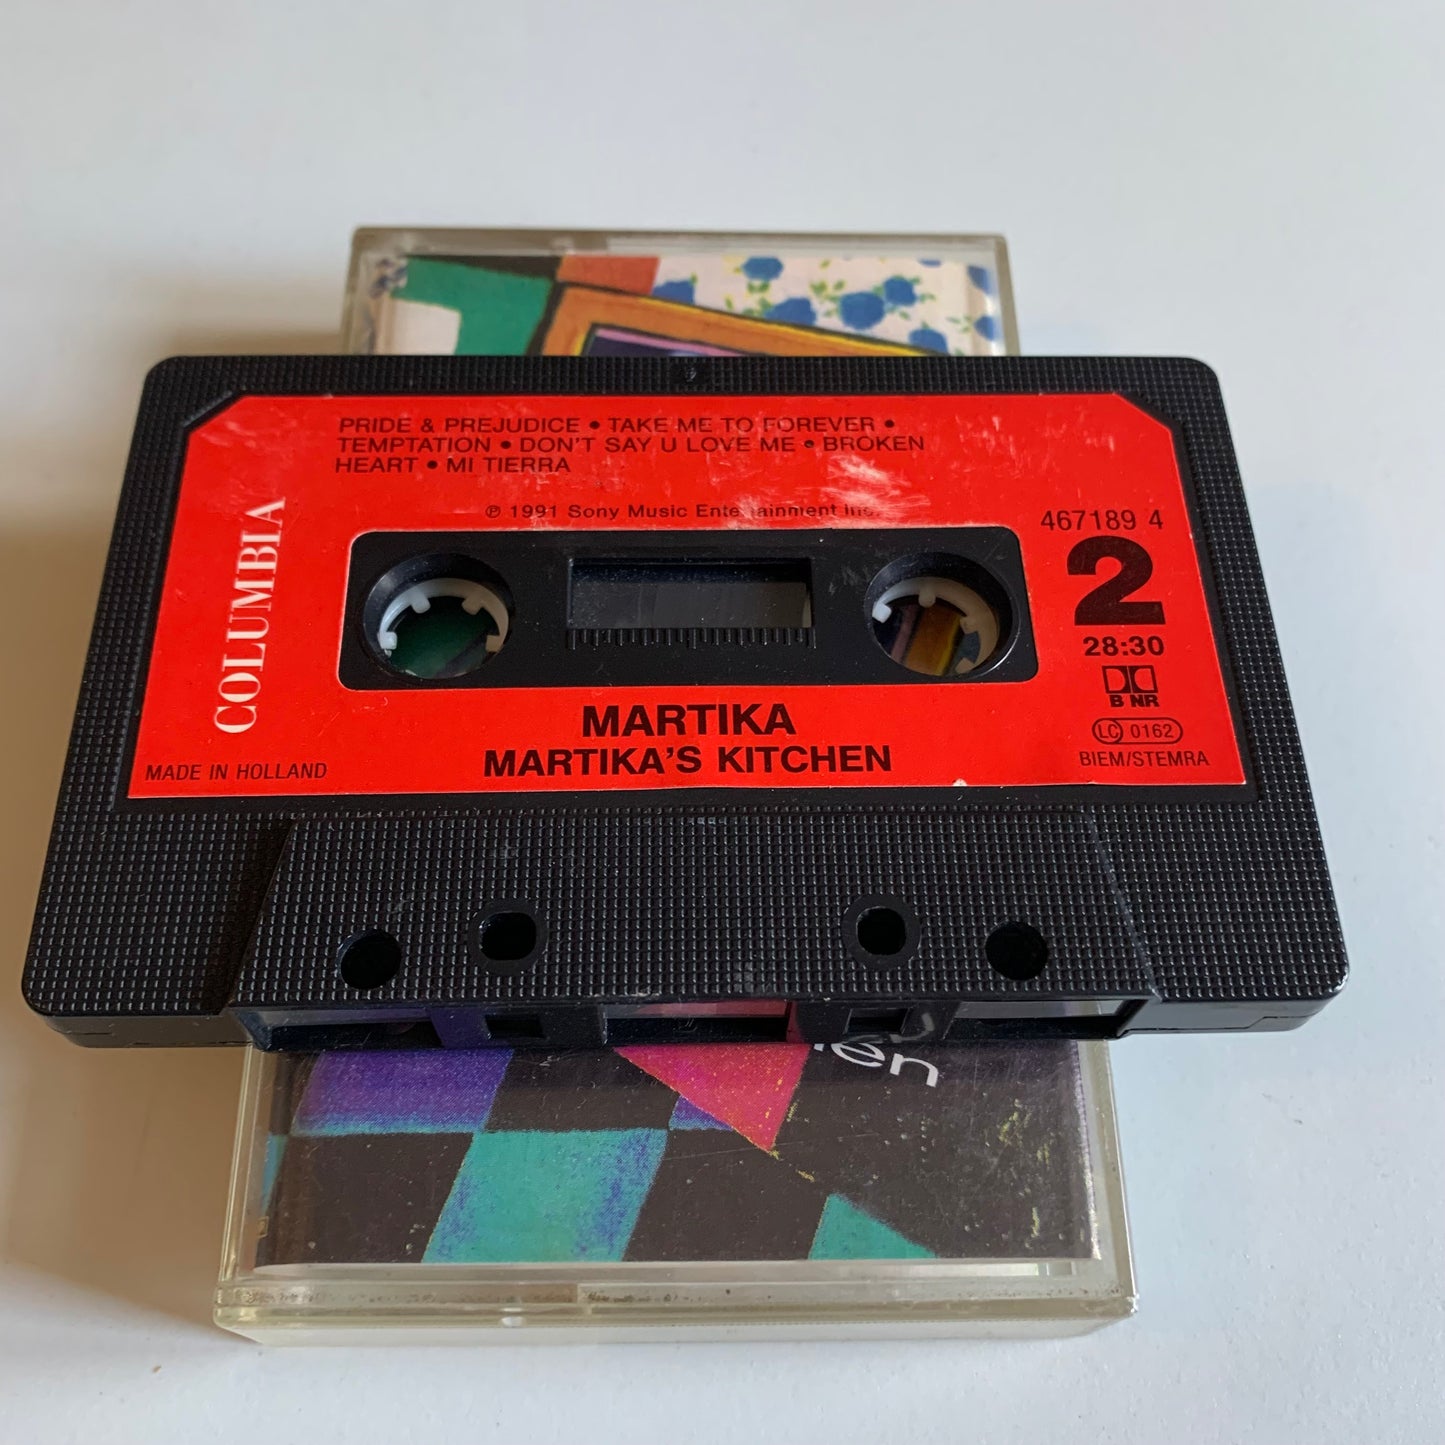 PRIDE & PREJUDICE • TAKE ME TO FOREVER •
TEMPTATION • DON'T SAY U LOVE ME • BROKEN
HEART • MI TIERRA
℗ 1991 Sony Music Entertainment Inc.
COLUMBIA
467189 4
2
28:30
B NR
LC 0162
BIEM/STEMRA
MARTIKA
MARTIKA'S KITCHEN
MADE IN HOLLAND